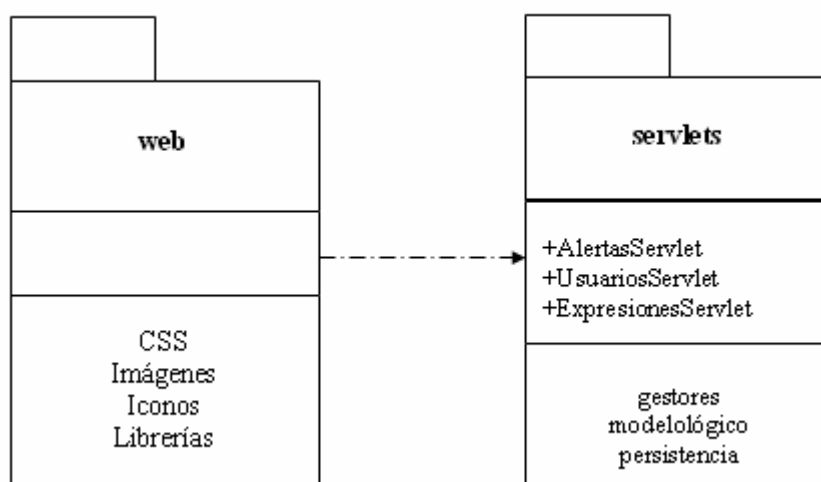 web
CSS
Imágenes
Iconos
Librerías
servlets
+AlertasServlet
+UsuariosServlet
+ExpresionesServlet
gestores
modelológico
persistencia